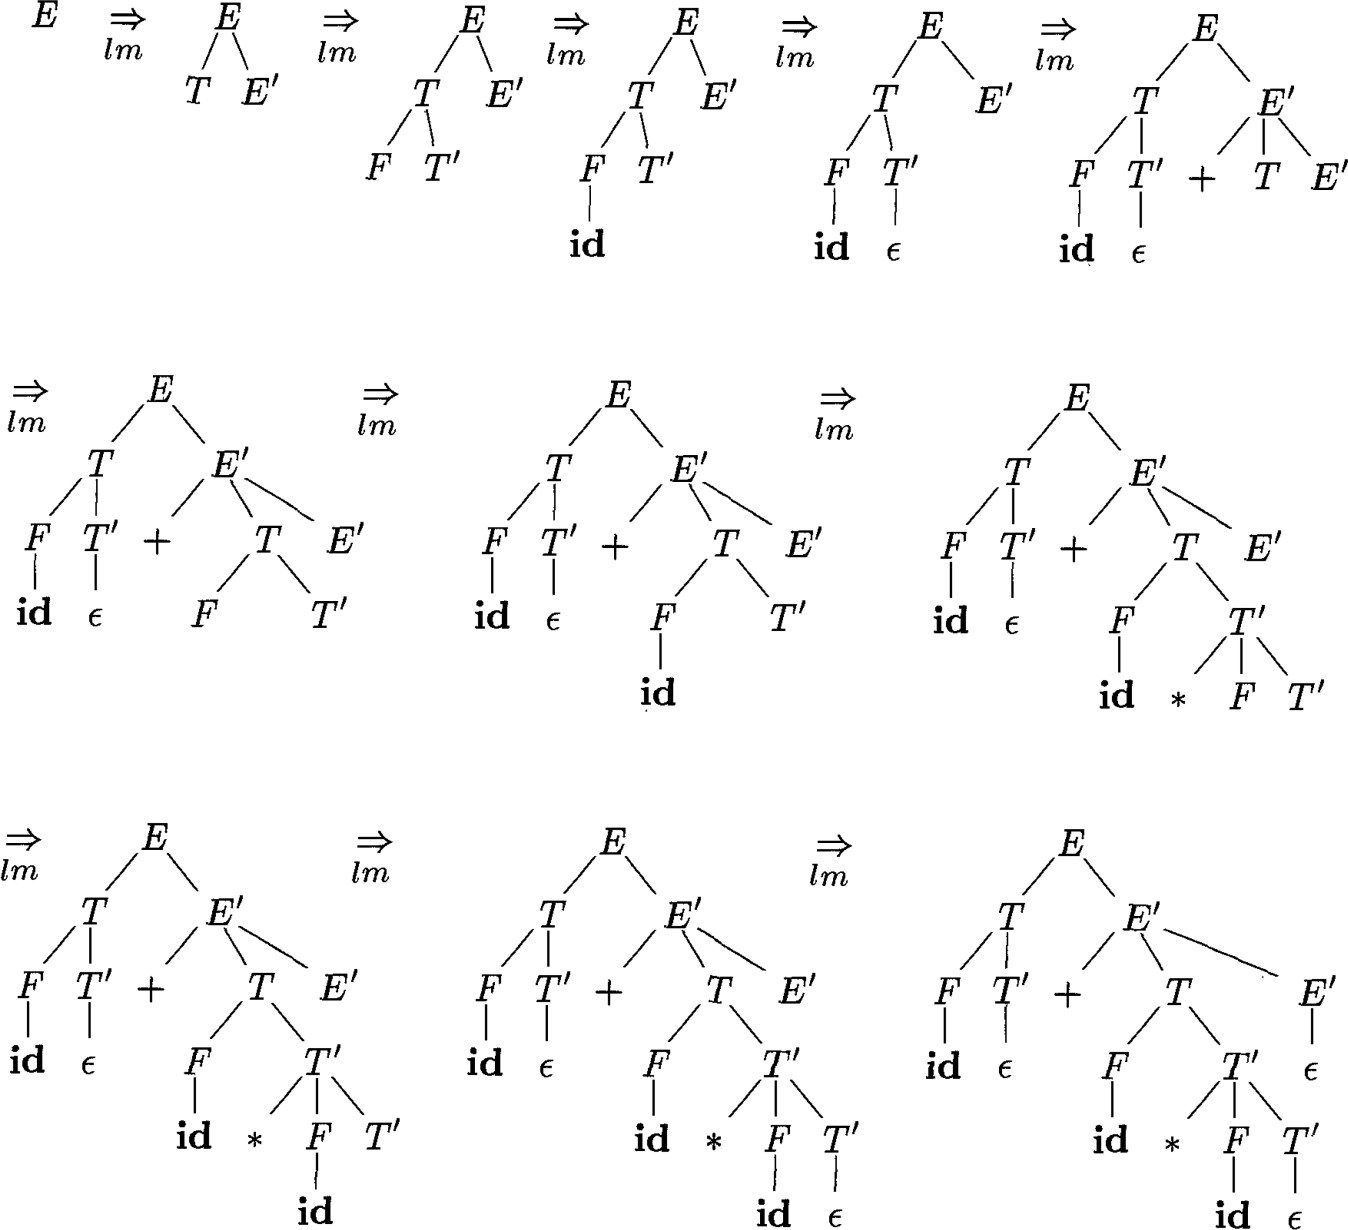 E ⇒ E ⇒ E ⇒ E ⇒ E ⇒ E
lm lm lm lm lm
T E' T E' T E' T E' T E'
F T' F T' F T' F T' + T E'
id id ϵ id ϵ
⇒ E ⇒ E ⇒ E
lm lm lm
T E' T E' T E'
F T' + T E' F T' + T E' F T' + T E'
id ϵ F T' id ϵ F T' id ϵ F T'
id id * F T'
⇒ E ⇒ E ⇒ E
lm lm lm
T E' T E' T E'
F T' + T E' F T' + T E' F T' + T E'
id ϵ F T' id ϵ F T' id ϵ F T' ϵ
id * F T' id * F T' id * F T'
id id ϵ id ϵ